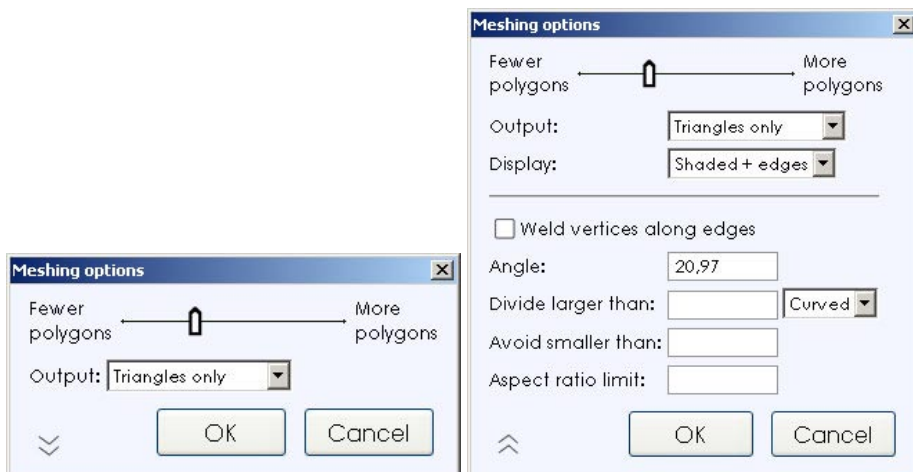 Meshing options
Fewer
polygons
More
polygons
Output: Triangles only
OK Cancel
Meshing options
Fewer
polygons
More
polygons
Output: Triangles only
Display: Shaded + edges
Weld vertices along edges
Angle: 20,97
Divide larger than: Curved
Avoid smaller than:
Aspect ratio limit:
OK Cancel